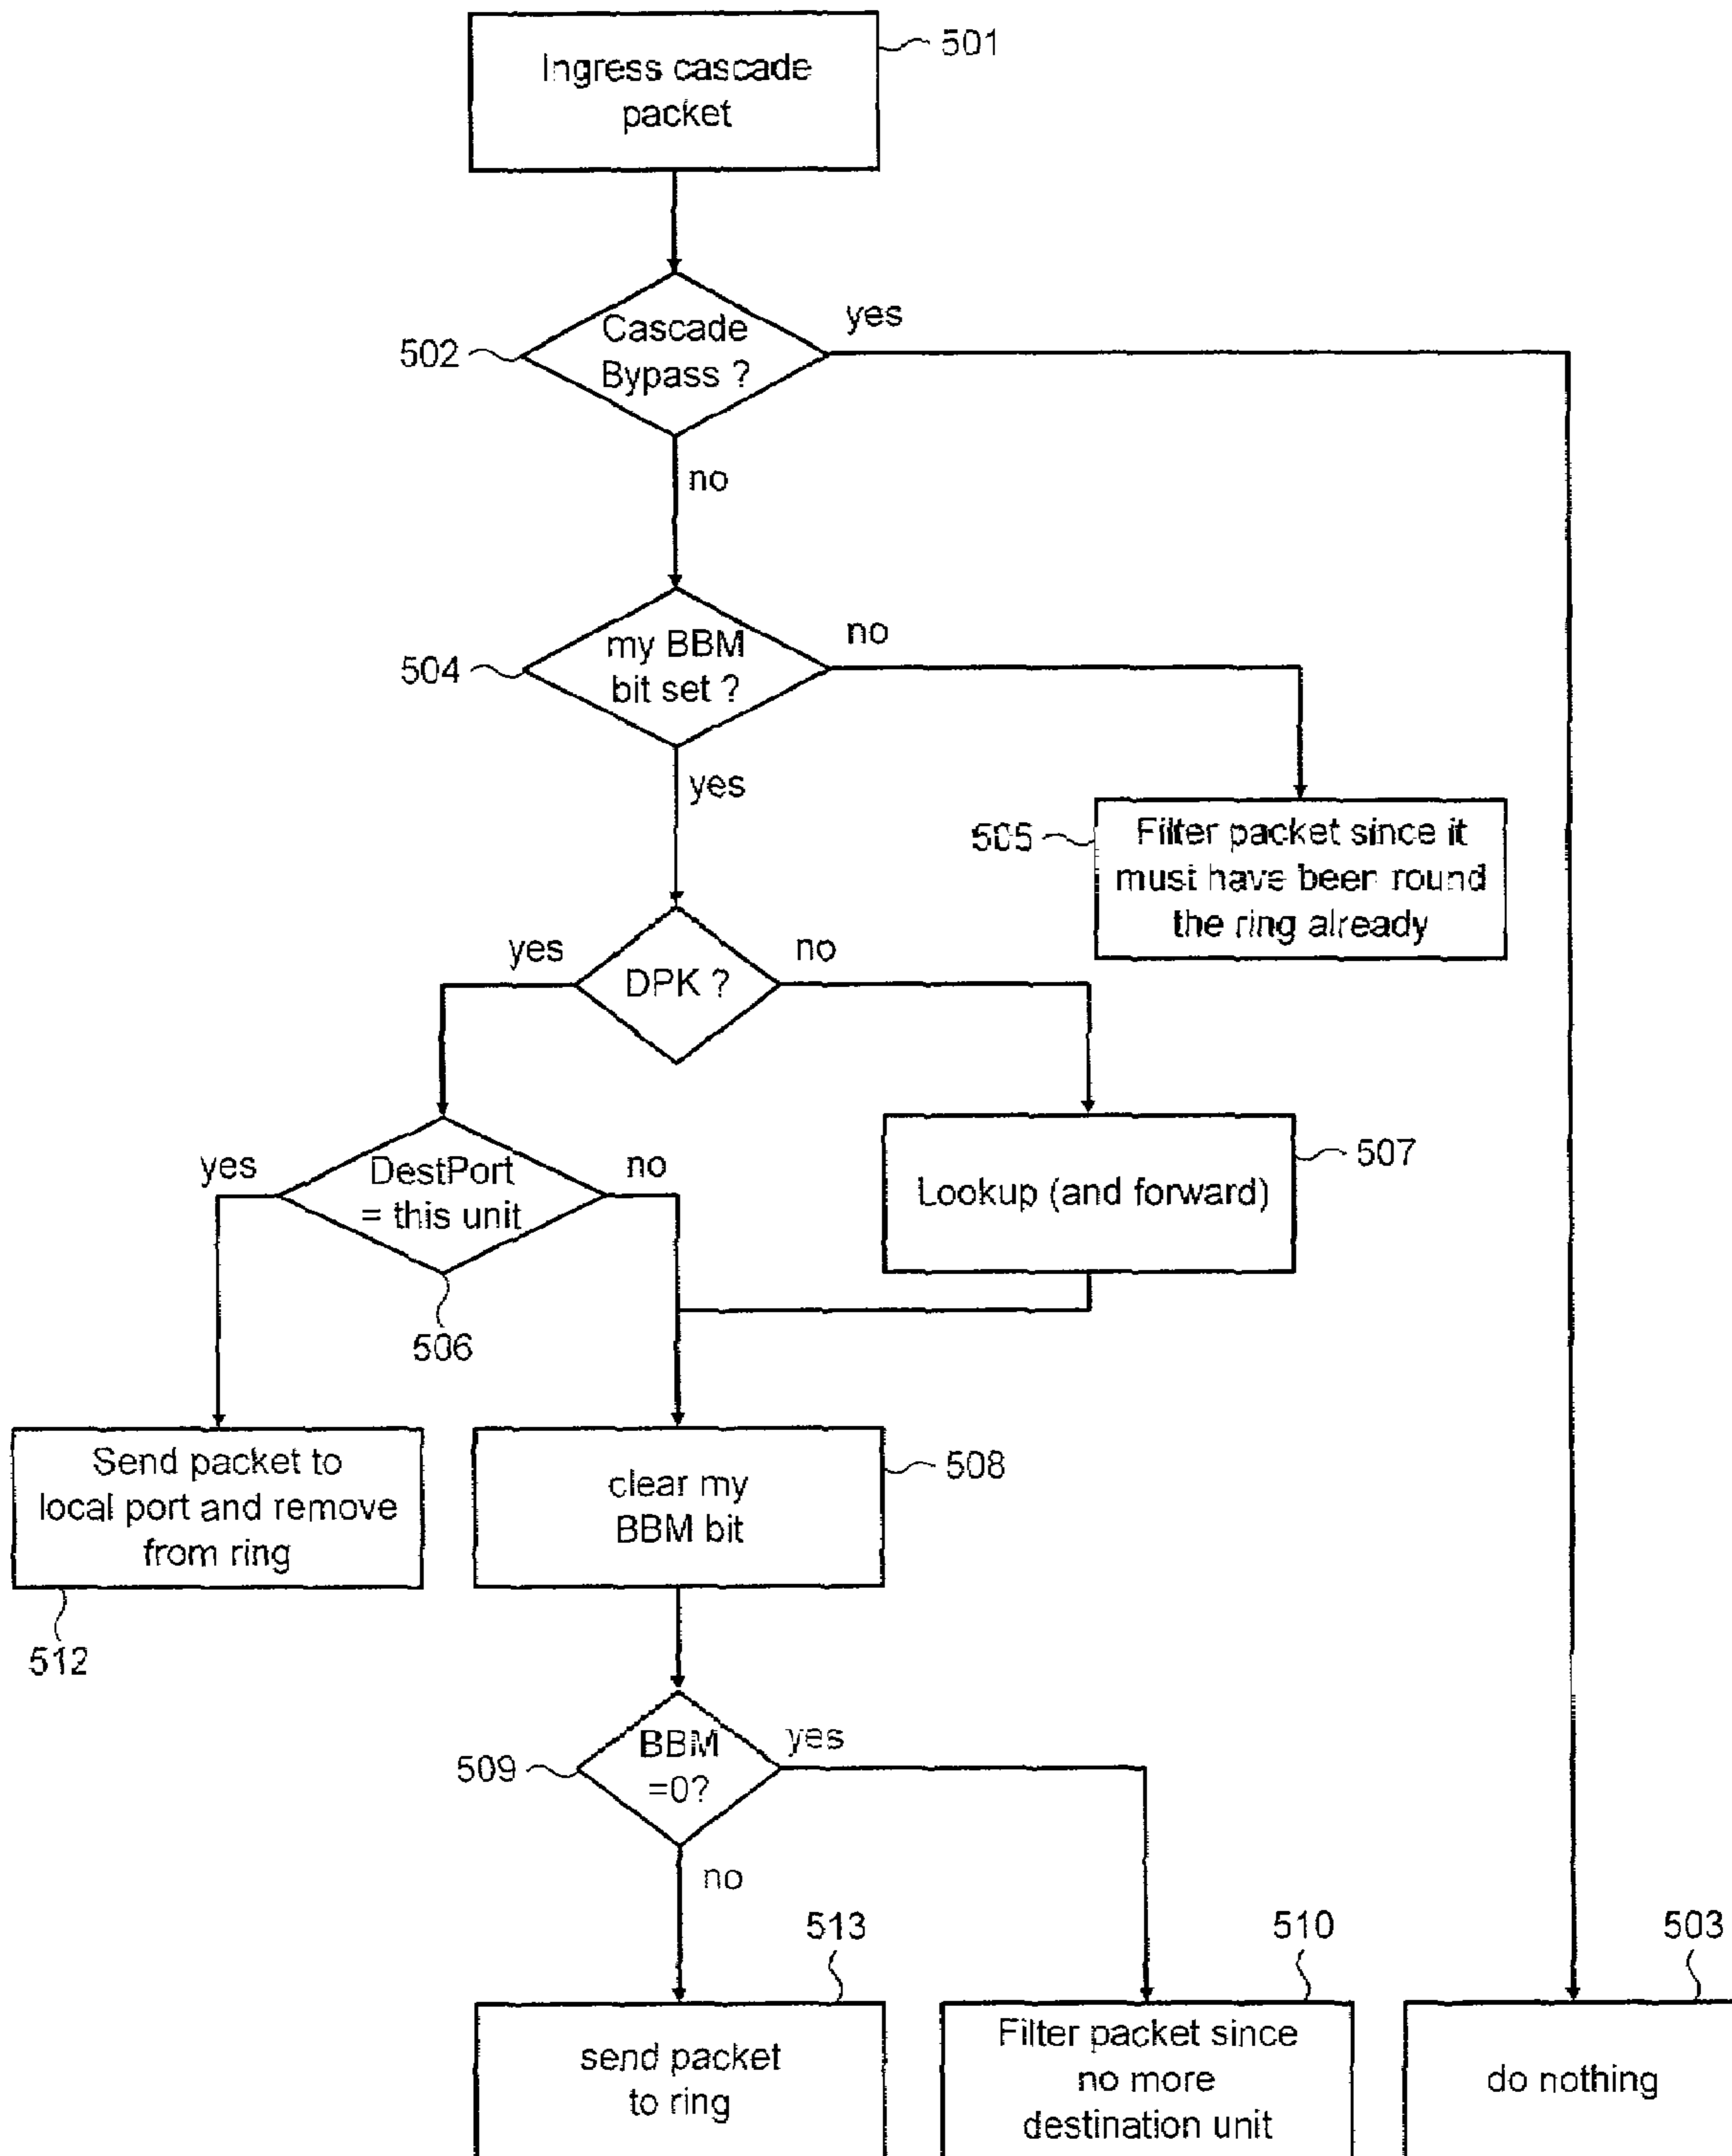 Ingress cascade
packet
501
Cascade
Bypass ?
502
yes
no
my BBM
bit set ?
504
no
yes
505
Filter packet since it
must have been round
the ring already
DPK ?
yes
no
DestPort
= this unit
yes
no
506
Lookup (and forward)
507
Send packet to
local port and remove
from ring
512
clear my
BBM bit
508
BBM
=0?
509
yes
no
513
510
503
send packet
to ring
Filter packet since
no more
destination unit
do nothing